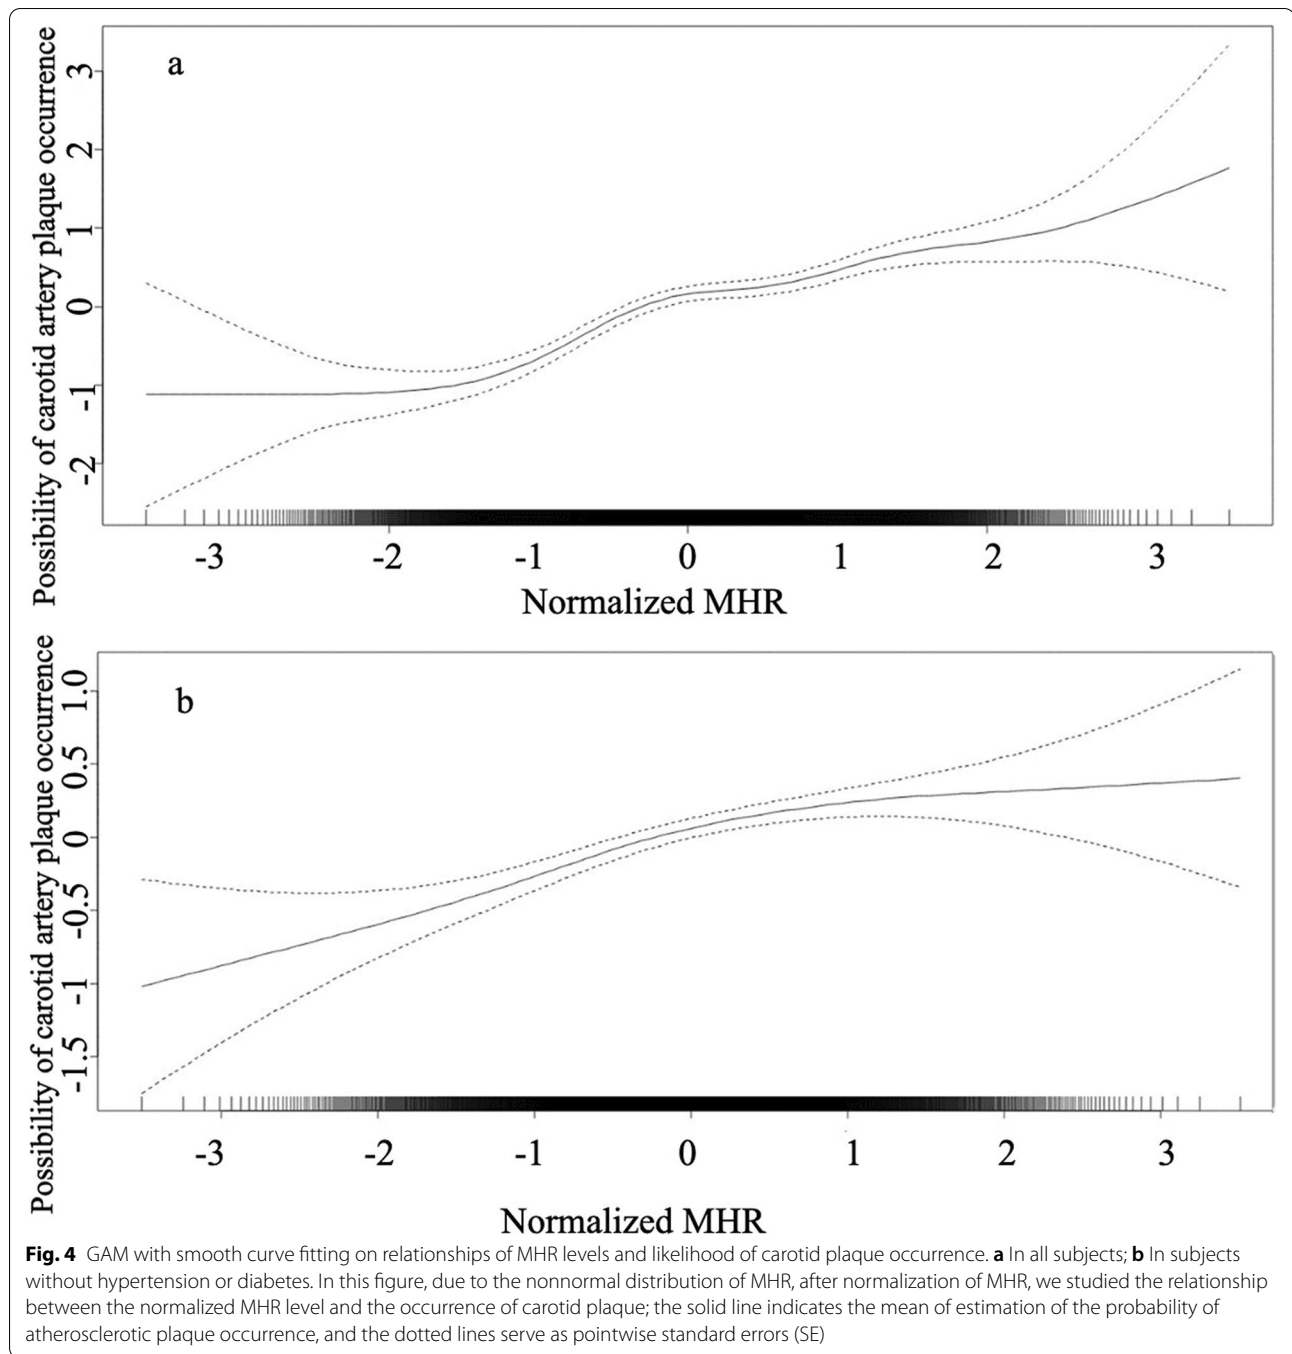 a
Possibility of carotid artery plaque occurrence
3
2
1
0
-1
-2
-3 -2 -1 0 1 2 3
Normalized MHR
b
Possibility of carotid artery plaque occurrence
1.0
0.5
0
-0.5
-1
-1.5
-3 -2 -1 0 1 2 3
Normalized MHR
Fig. 4 GAM with smooth curve fitting on relationships of MHR levels and likelihood of carotid plaque occurrence. a In all subjects; b In subjects
without hypertension or diabetes. In this figure, due to the nonnormal distribution of MHR, after normalization of MHR, we studied the relationship
between the normalized MHR level and the occurrence of carotid plaque; the solid line indicates the mean of estimation of the probability of
atherosclerotic plaque occurrence, and the dotted lines serve as pointwise standard errors (SE)